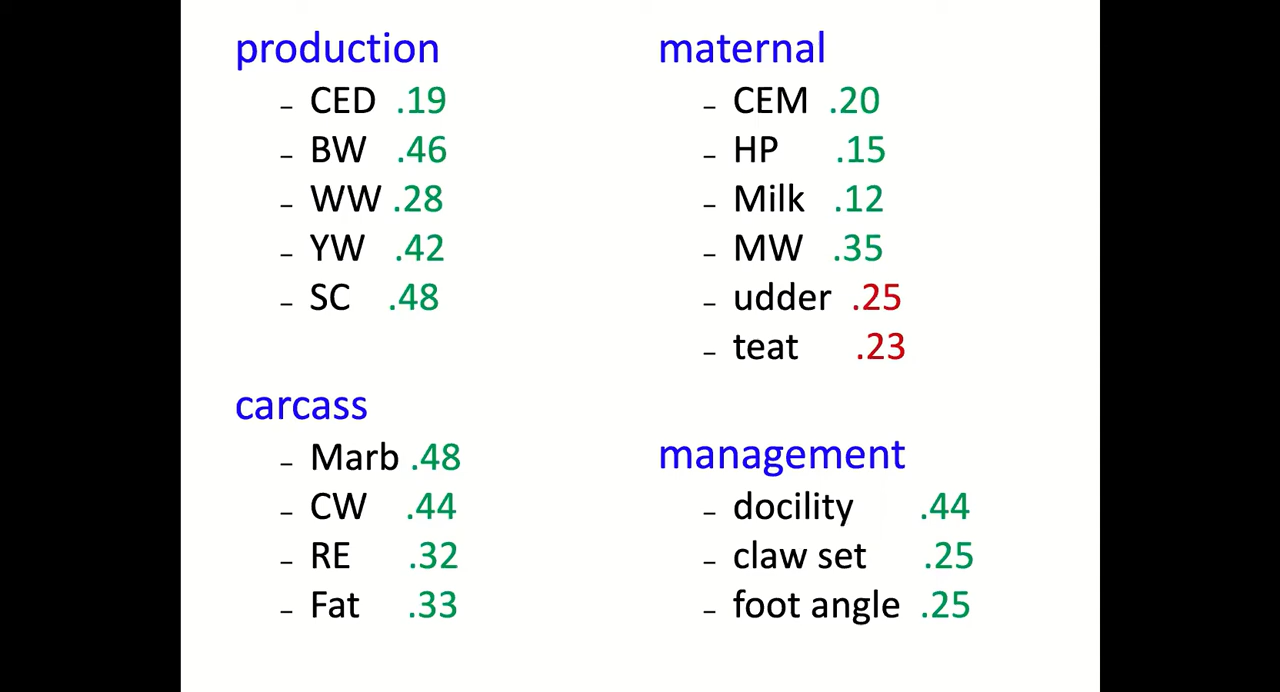 production
– CED .19
– BW .46
– WW .28
– YW .42
– SC .48
carcass
– Marb .48
– CW .44
– RE .32
– Fat .33
maternal
– CEM .20
– HP .15
– Milk .12
– MW .35
– udder .25
– teat .23
management
– docility .44
– claw set .25
– foot angle .25